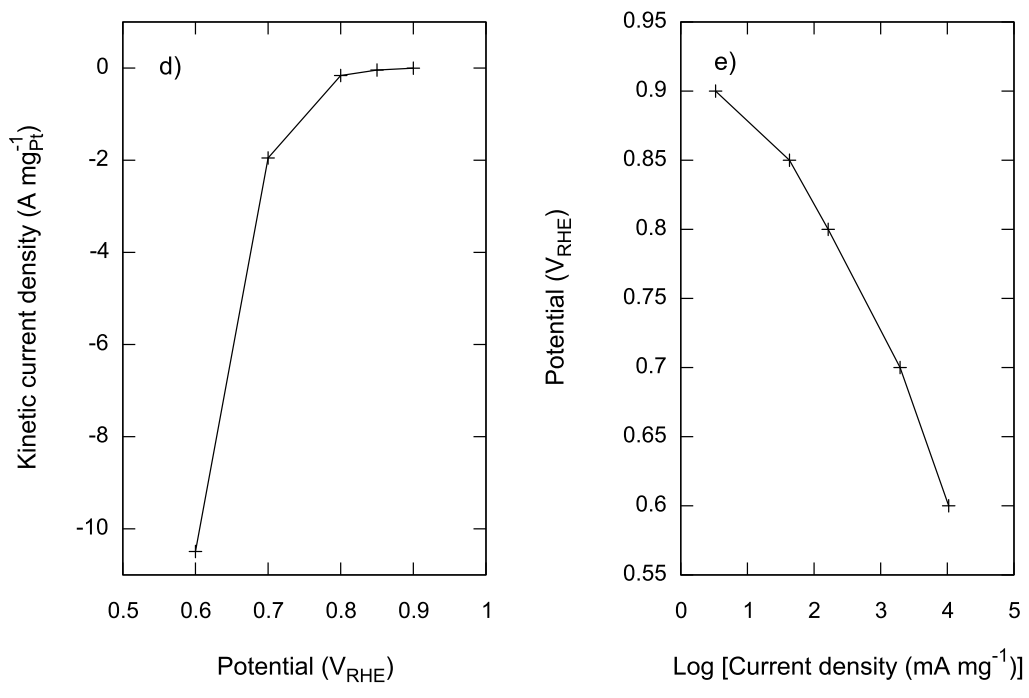 d)
0
-2
-4
-6
-8
-10
0.5 0.6 0.7 0.8 0.9 1
Kinetic current density (A mg⁻¹Pt)
Potential (VRHE)
e)
0.95
0.9
0.85
0.8
0.75
0.7
0.65
0.6
0.55
0 1 2 3 4 5
Potential (VRHE)
Log [Current density (mA mg⁻¹)]